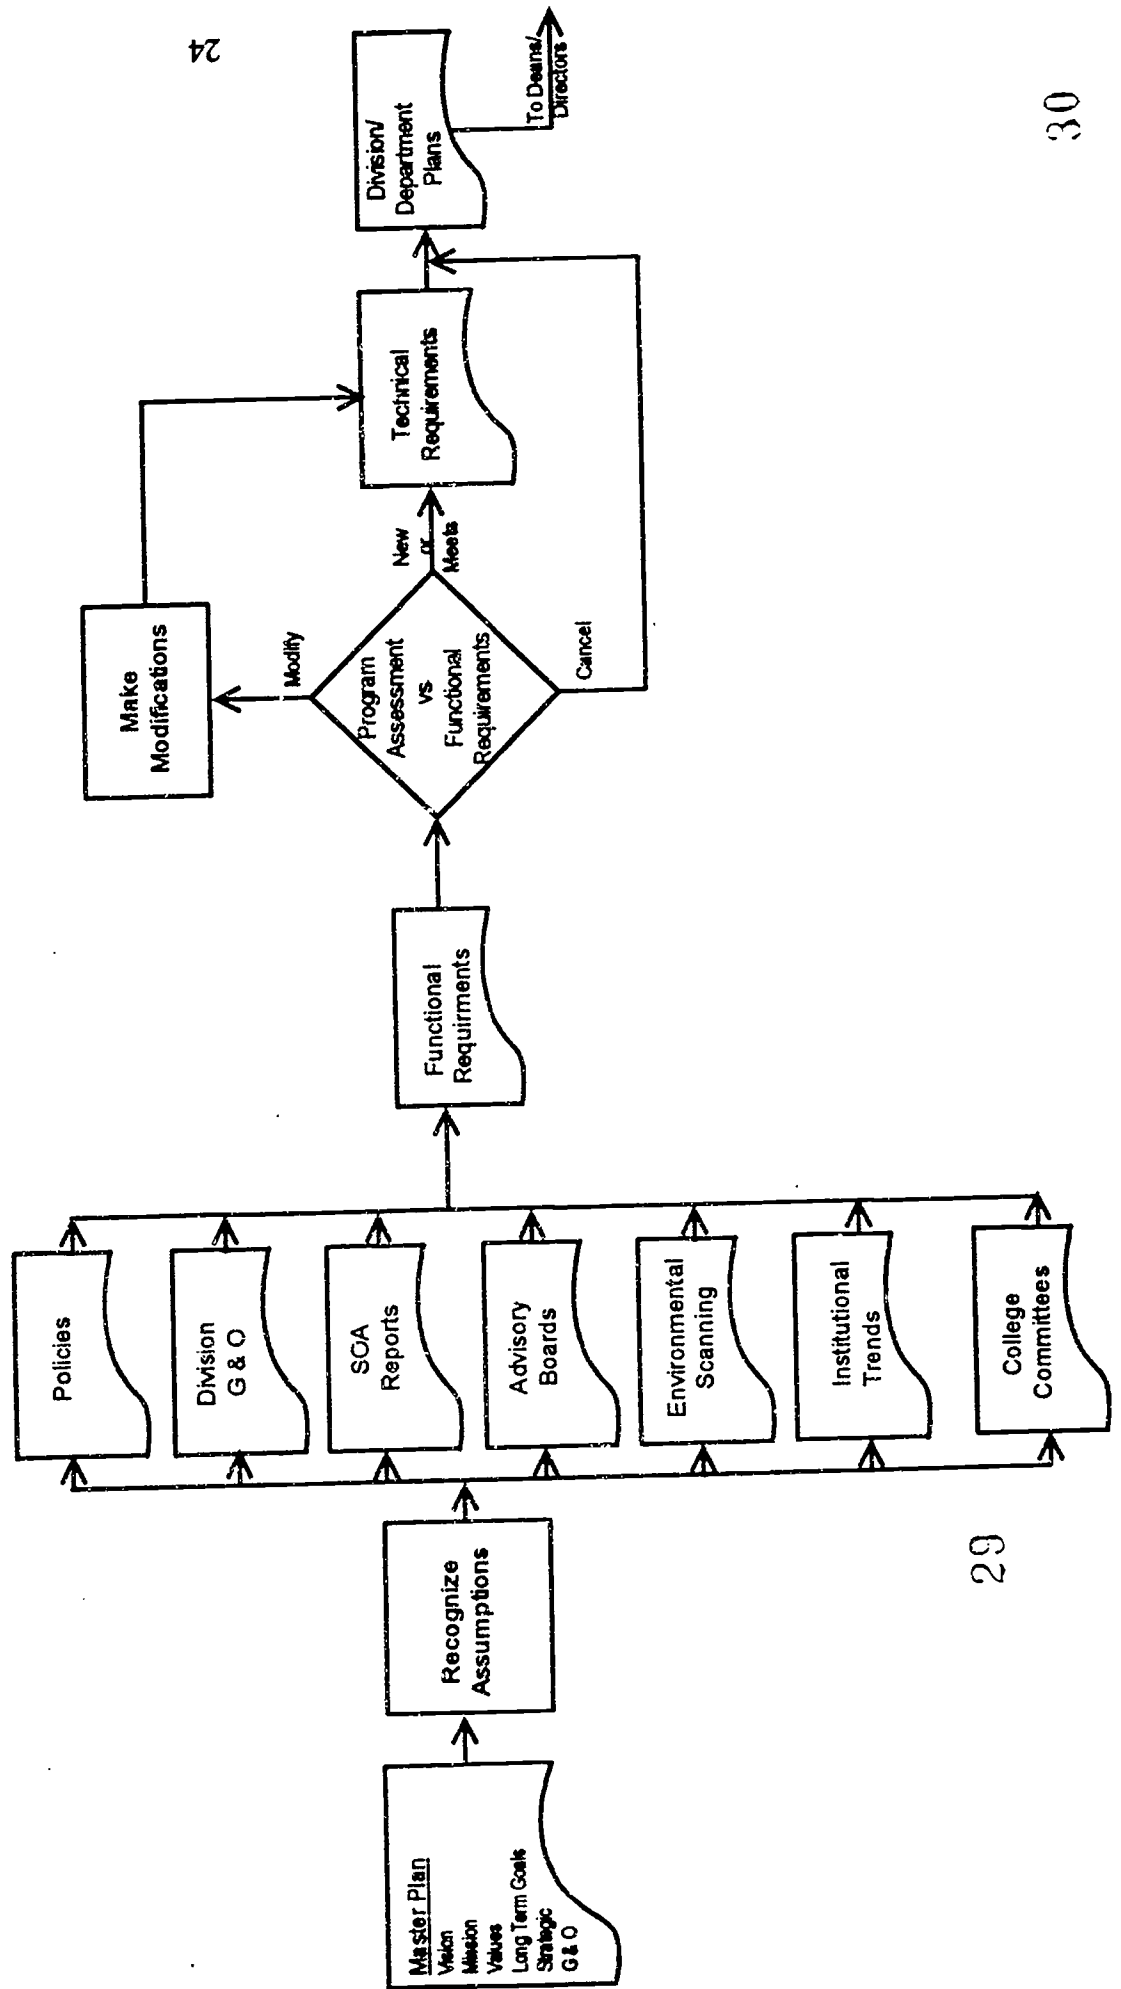 Master Plan
Vision
Mission
Values
Long Term Goals
Strategic
G & O
Recognize
Assumptions
Policies
Division
G & O
SOA
Reports
Advisory
Boards
Environmental
Scanning
Institutional
Trends
College
Committees
Functional
Requirments
Program
Assessment
vs
Functional
Requirements
Modify
Make
Modifications
New
or
Meets
Cancel
Technical
Requirements
Division/
Department
Plans
To Deans/
Directors
24
29
30